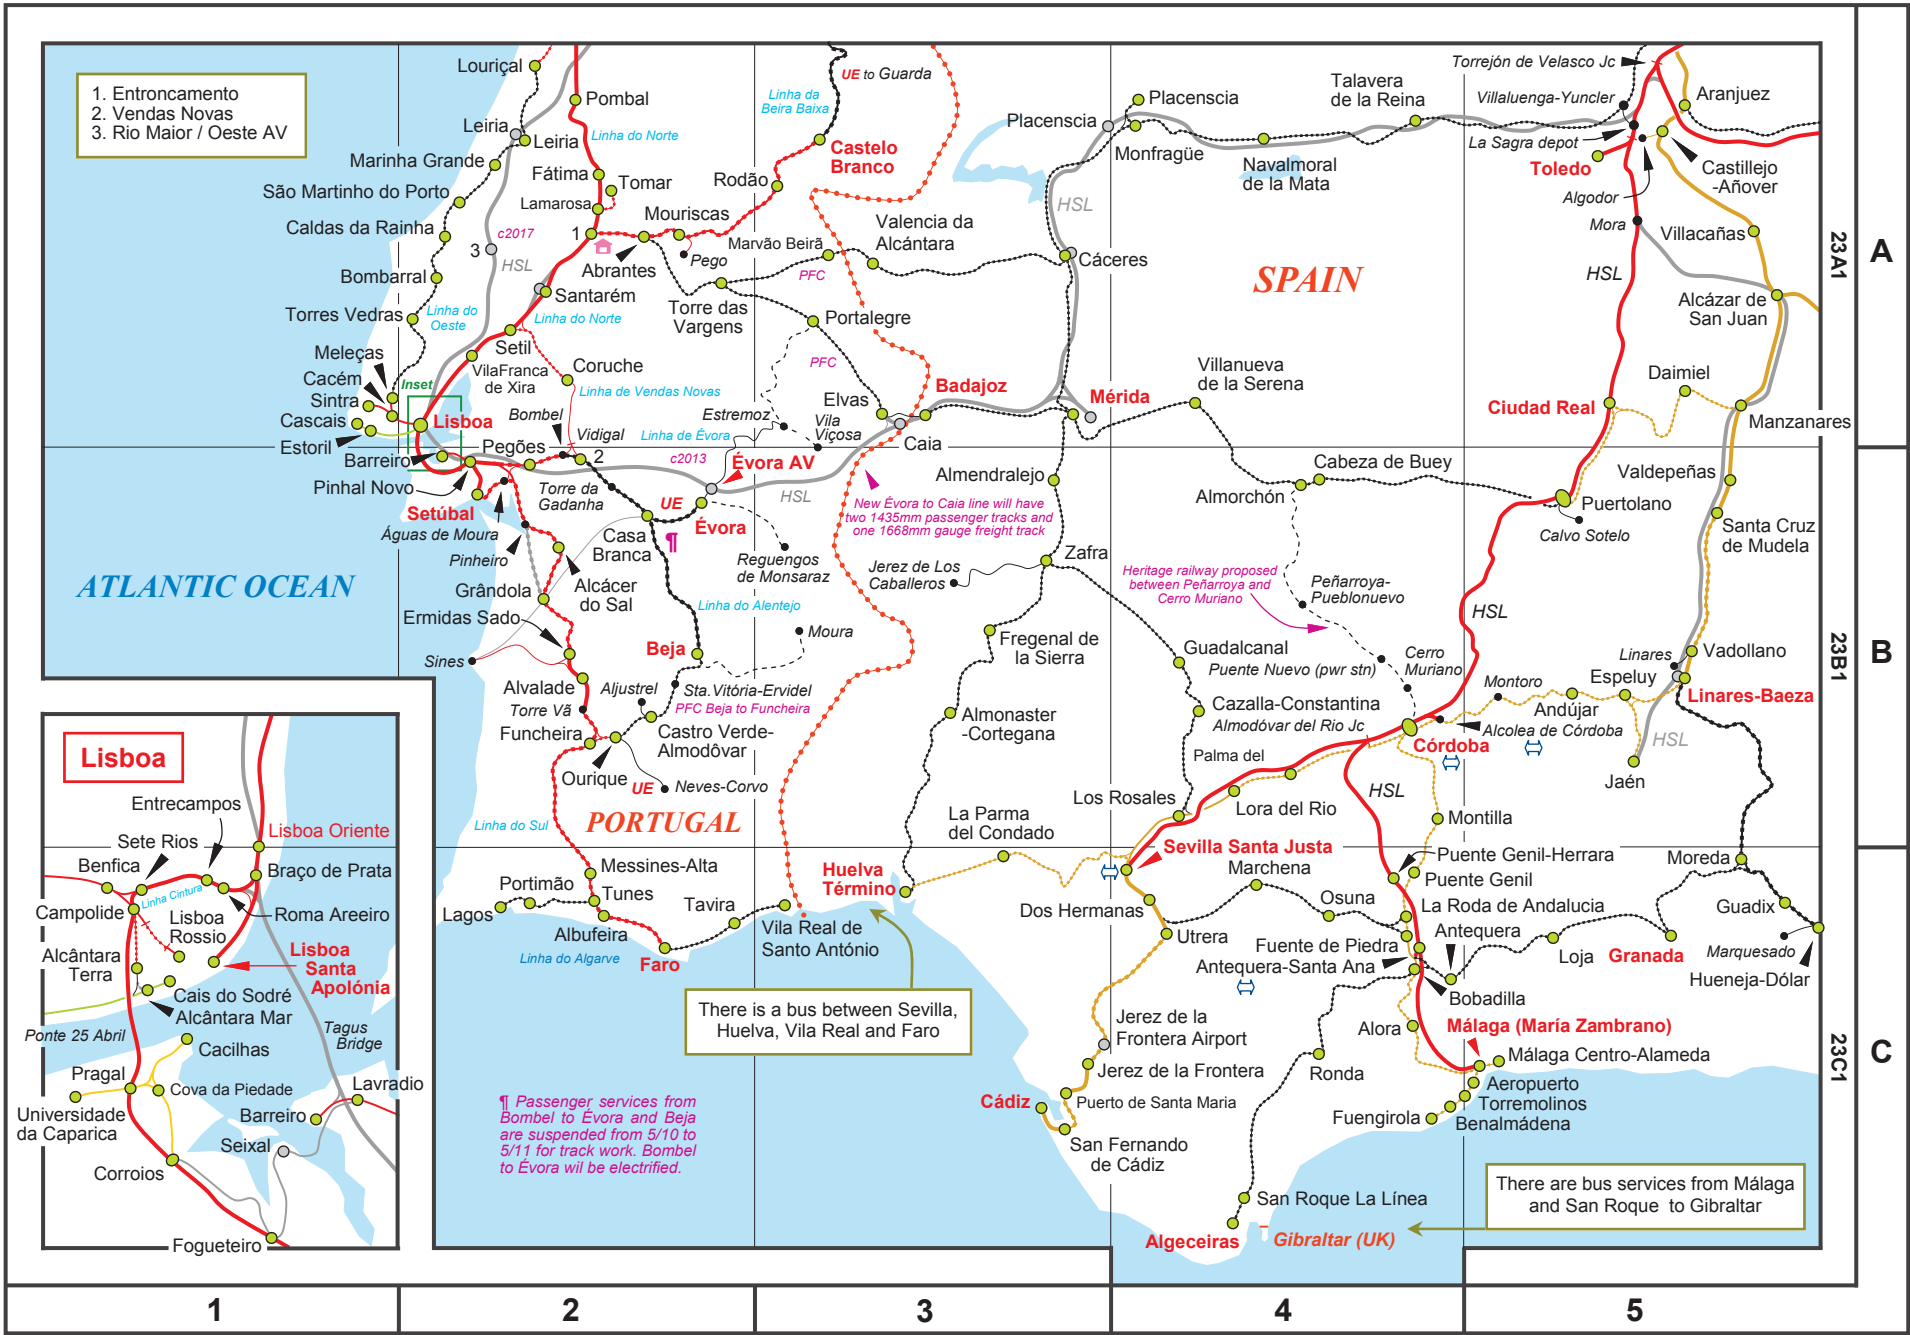 1. Entroncamento
2. Vendas Novas
3. Rio Maior / Oeste AV
Louriçal
Pombal
Leiria
Leiria
Linha do Norte
Marinha Grande
Fátima
Tomar
São Martinho do Porto
Lamarosa
Caldas da Rainha
c2017
1
3
HSL
Mouriscas
Rodão
Castelo
Branco
Linha da
Beira Baixa
UE to Guarda
Abrantes
Pego
Marvão Beirã
PFC
Valencia da
Alcántara
Bombarral
Santarém
Torres Vedras
Linha do
Oeste
Linha do Norte
Torre das
Vargens
Portalegre
PFC
Meleças
Setil
Vila Franca
de Xira
Coruche
Linha de Vendas Novas
Cacém
Inset
Sintra
Cascais
Estoril
Lisboa
Bombel
Vidigal
Estremoz
Vila
Viçosa
Elvas
Badajoz
Caia
Linha de Évora
c2013
Évora AV
Pegões
2
Barreiro
Pinhal Novo
Setúbal
Torre da
Gadanha
UE
Évora
HSL
Águas de Moura
Pinheiro
Casa
Branca
¶
Reguengos
de Monsaraz
New Évora to Caia line will have
two 1435mm passenger tracks and
one 1668mm gauge freight track
ATLANTIC OCEAN
Grândola
Alcácer
do Sal
Ermidas Sado
Linha do Alentejo
Sines
Beja
Moura
Alvalade
Aljustrel
Sta.Vitória-Ervidel
PFC Beja to Funcheira
Torre Vã
Funcheira
Castro Verde-
Almodôvar
Ourique
UE
Neves-Corvo
Linha do Sul
PORTUGAL
Messines-Alta
Portimão
Tunes
Lagos
Albufeira
Tavira
Linha do Algarve
Faro
Vila Real de
Santo António
Placenscia
Placenscia
Monfragüe
Navalmoral
de la Mata
Talavera
de la Reina
HSL
Cáceres
SPAIN
Torrejón de Velasco Jc
Villaluenga-Yuncler
Aranjuez
La Sagra depot
Toledo
Castillejo
-Añover
Algodor
Mora
Villacañas
HSL
Alcázar de
San Juan
Mérida
Villanueva
de la Serena
Daimiel
Ciudad Real
Manzanares
Almendralejo
Almorchón
Cabeza de Buey
Valdepeñas
Puertolano
Calvo Sotelo
Santa Cruz
de Mudela
Zafra
Jerez de Los
Caballeros
Heritage railway proposed
between Peñarroya and
Cerro Muriano
Peñarroya-
Pueblonuevo
HSL
Fregenal de
la Sierra
Guadalcanal
Puente Nuevo (pwr stn)
Cerro
Muriano
Linares
Vadollano
Montoro
Espeluy
Linares-Baeza
Almonaster
-Cortegana
Cazalla-Constantina
Almodóvar del Rio Jc
Andújar
Alcolea de Córdoba
Córdoba
HSL
Palma del
Jaén
La Parma
del Condado
Los Rosales
Lora del Rio
HSL
Montilla
Huelva
Término
Sevilla Santa Justa
Marchena
Puente Genil-Herrara
Moreda
Puente Genil
Dos Hermanas
Osuna
La Roda de Andalucia
Guadix
Utrera
Fuente de Piedra
Antequera
Antequera-Santa Ana
Loja
Granada
Marquesado
Hueneja-Dólar
Bobadilla
Jerez de la
Frontera Airport
Alora
Málaga (María Zambrano)
Málaga Centro-Alameda
Jerez de la Frontera
Ronda
Aeropuerto
Torremolinos
Benalmádena
Fuengirola
Cádiz
Puerto de Santa Maria
San Fernando
de Cádiz
San Roque La Línea
Algeceiras
Gibraltar (UK)
There is a bus between Sevilla,
Huelva, Vila Real and Faro
There are bus services from Málaga
and San Roque to Gibraltar
¶ Passenger services from
Bombel to Évora and Beja
are suspended from 5/10 to
5/11 for track work. Bombel
to Évora wil be electrified.
Lisboa
Entrecampos
Sete Rios
Lisboa Oriente
Benfica
Braço de Prata
Linha Cintura
Campolide
Lisboa
Rossio
Roma Areeiro
Alcântara
Terra
Lisboa
Santa
Apolónia
Cais do Sodré
Alcântara Mar
Ponte 25 Abril
Tagus
Bridge
Cacilhas
Pragal
Cova da Piedade
Lavradio
Universidade
da Caparica
Barreiro
Seixal
Corroios
Fogueteiro
A
23A1
B
23B1
C
23C1
1
2
3
4
5